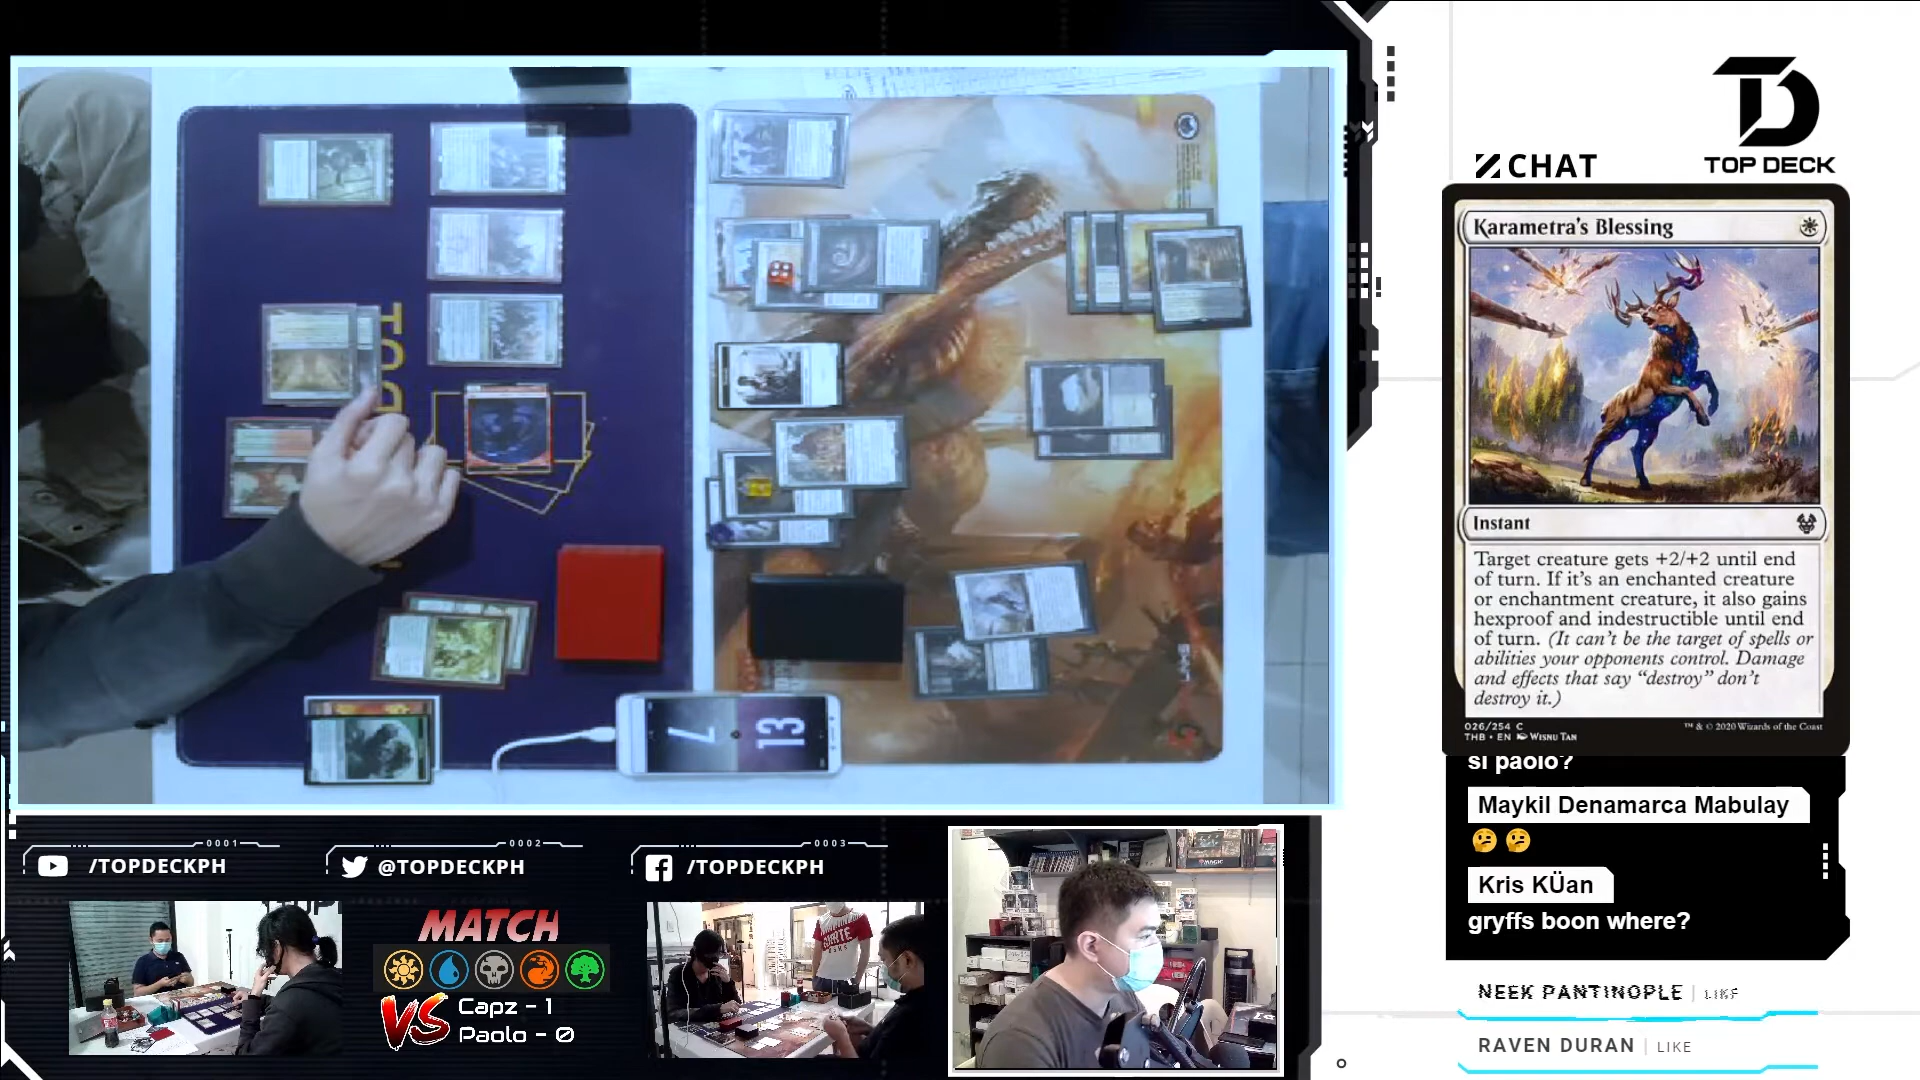 CHAT
TOP DECK
Karametra's Blessing
Instant
Target creature gets +2/+2 until end
of turn. If it's an enchanted creature
or enchantment creature, it also gains
hexproof and indestructible until end
of turn. (It can't be the target of spells or
abilities your opponents control. Damage
and effects that say "destroy" don't
destroy it.)
026/254 C
THB • EN Wisnu Tan
™ & © 2020 Wizards of the Coast
si paolo?
Maykil Denamarca Mabulay
🤔 🤔
Kris KÜan
gryffs boon where?
NEEK PANTINOPLE | LIKE
RAVEN DURAN | LIKE
7
13
0001
/TOPDECKPH
0002
@TOPDECKPH
0003
/TOPDECKPH
MATCH
VS
Capz - 1
Paolo - 0